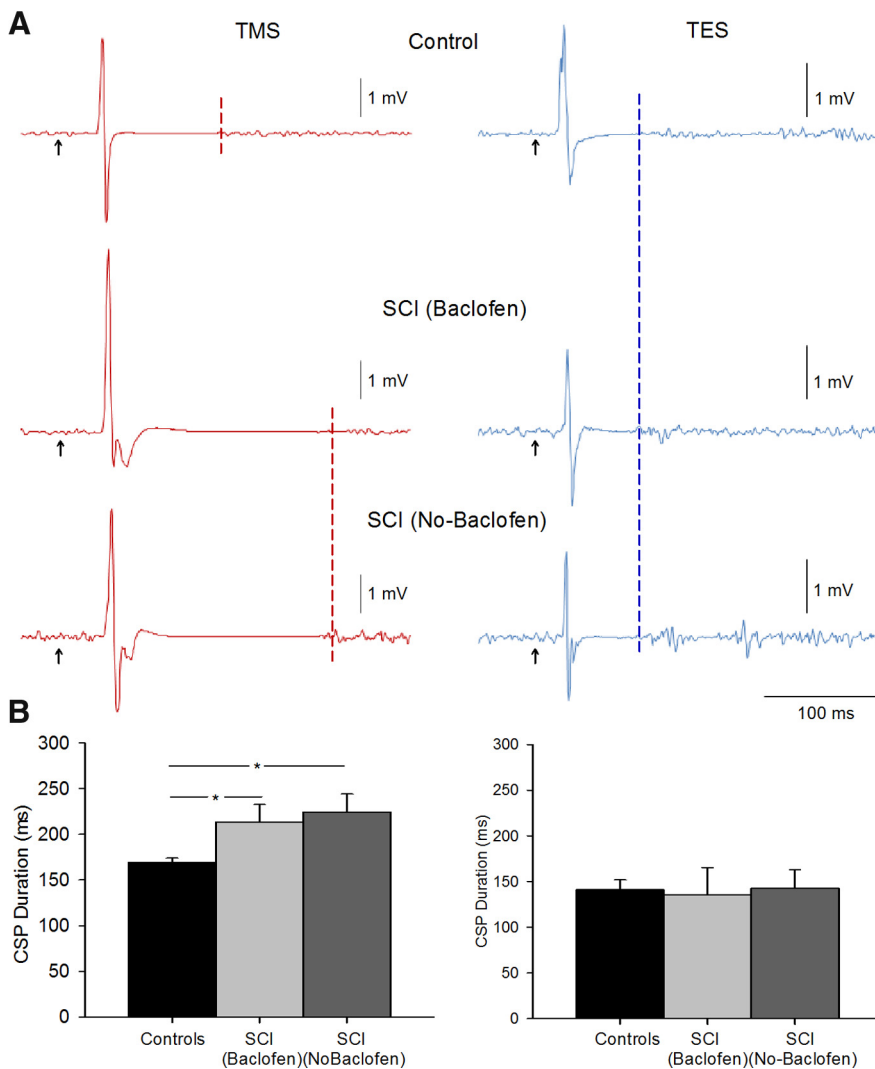 A
TMS
Control
TES
1 mV
1 mV
SCI (Baclofen)
1 mV
1 mV
SCI (No-Baclofen)
1 mV
1 mV
100 ms
B
300
250
200
150
100
50
0
CSP Duration (ms)
*
*
Controls
SCI
SCI
(Baclofen)
(NoBaclofen)
300
250
200
150
100
50
0
CSP Duration (ms)
Controls
SCI
SCI
(Baclofen)
(No-Baclofen)